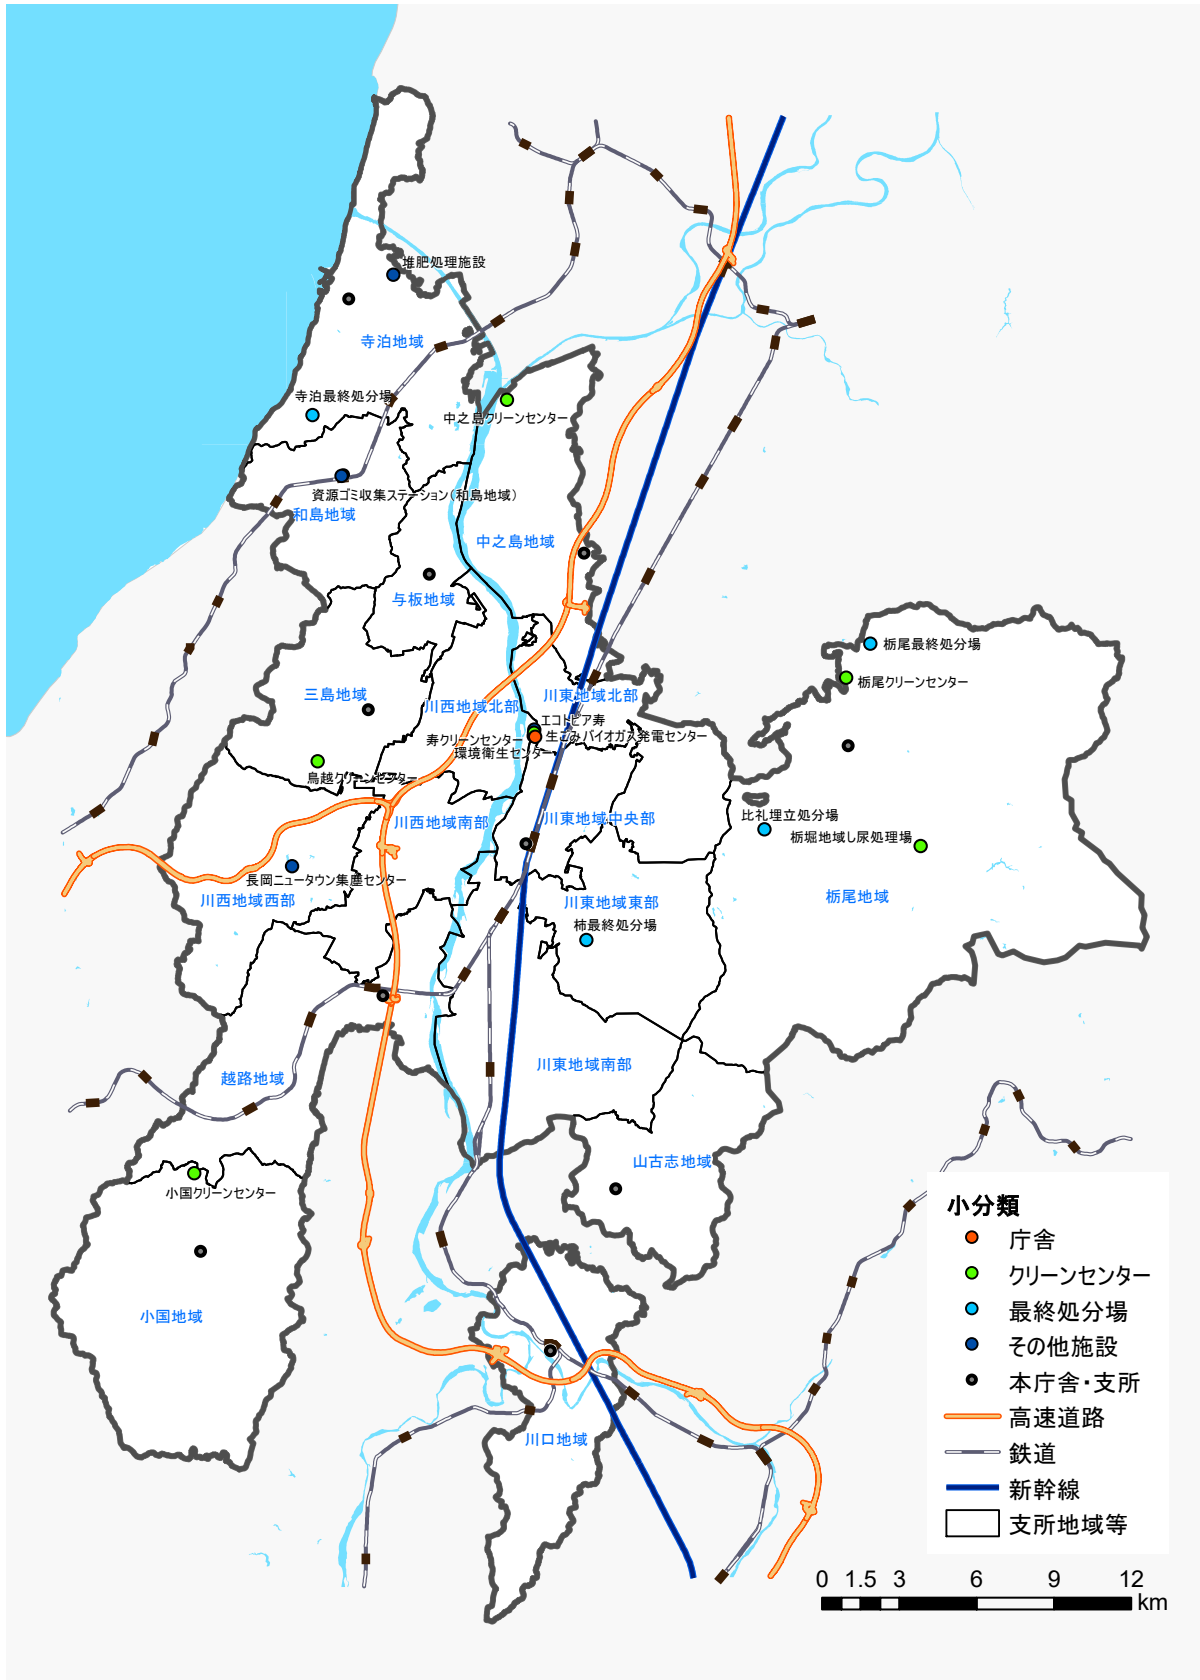 堆肥処理施設
寺泊地域
寺泊最終処分場
中之島クリーンセンター
資源ゴミ収集ステーション(和島地域)
和島地域
中之島地域
与板地域
栃尾最終処分場
栃尾クリーンセンター
三島地域
川西地域北部
川東地域北部
エコトピア寿
寿クリーンセンター
生ごみバイオガス発電センター
環境衛生センター
鳥越クリーンセンター
川西地域南部
川東地域中央部
比礼埋立処分場
栃堀地域し尿処理場
長岡ニュータウン集塵センター
川西地域西部
川東地域東部
栃尾地域
柿最終処分場
川東地域南部
越路地域
山古志地域
小国クリーンセンター
小国地域
川口地域
小分類
庁舎
クリーンセンター
最終処分場
その他施設
本庁舎・支所
高速道路
鉄道
新幹線
支所地域等
0 1.5 3 6 9 12
km